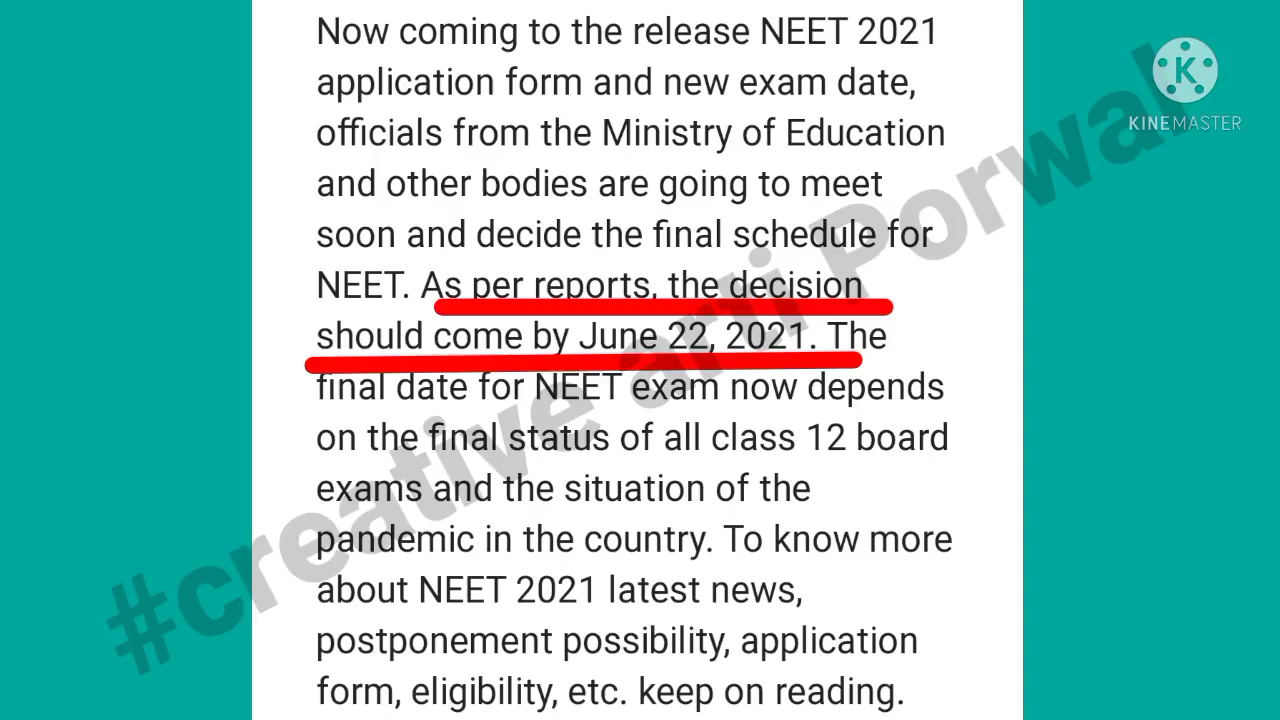 Now coming to the release NEET 2021
application form and new exam date,
officials from the Ministry of Education
and other bodies are going to meet
soon and decide the final schedule for
NEET. As per reports, the decision
should come by June 22, 2021. The
final date for NEET exam now depends
on the final status of all class 12 board
exams and the situation of the
pandemic in the country. To know more
about NEET 2021 latest news,
postponement possibility, application
form, eligibility, etc. keep on reading.
K
KINEMASTER
#creative arti Porwal